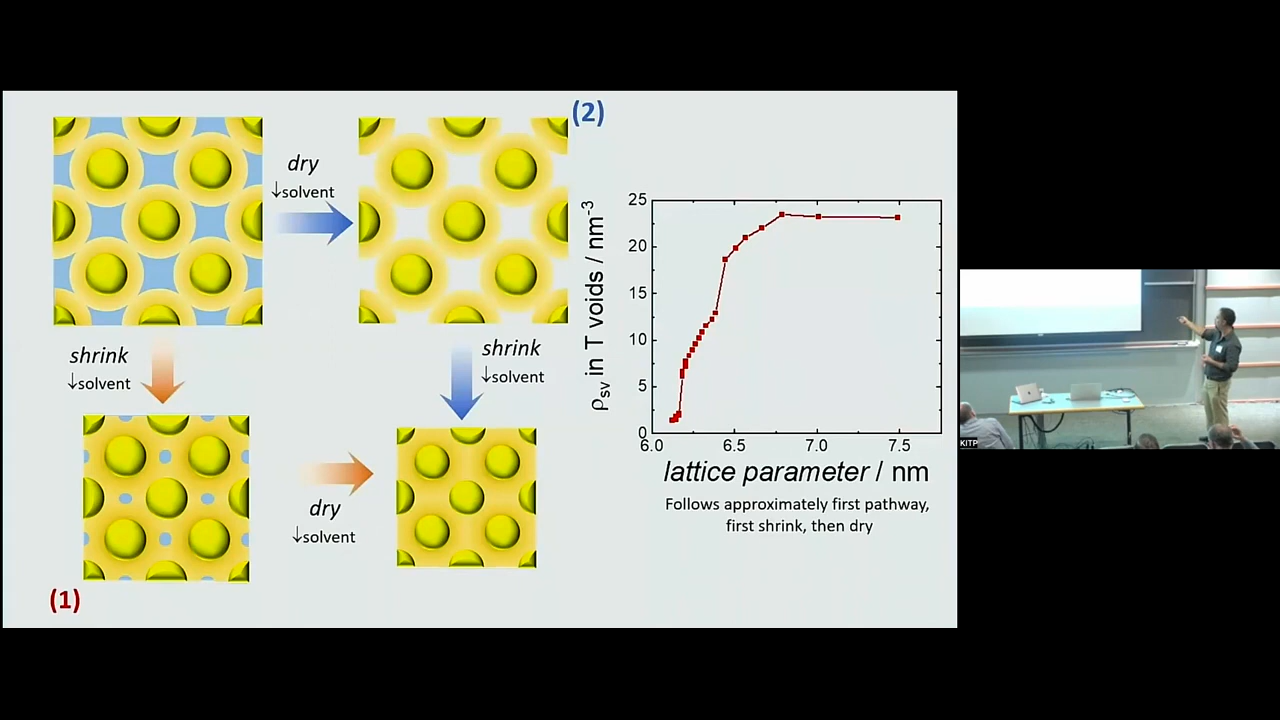 (2)
dry
↓solvent
shrink
↓solvent
shrink
↓solvent
dry
↓solvent
(1)
ρsv in T voids / nm-3
25
20
15
10
5
0
6.0 6.5 7.0 7.5
lattice parameter / nm
Follows approximately first pathway,
first shrink, then dry
KITP